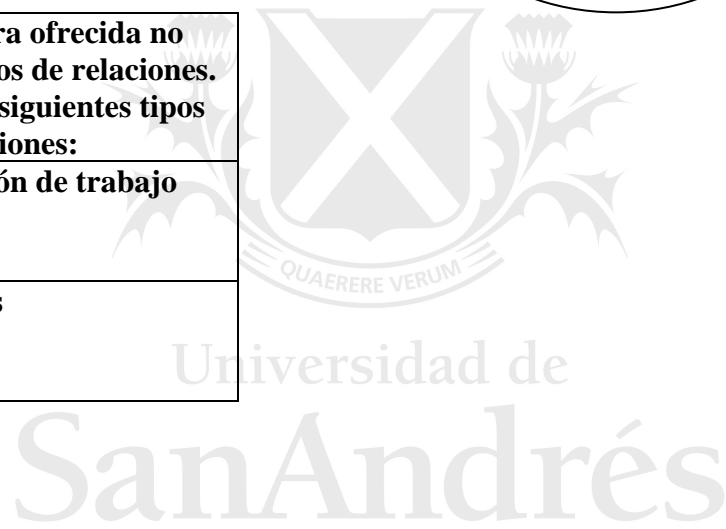 ra ofrecida no
os de relaciones.
siguientes tipos
iones:
ón de trabajo
s
QUAERERE VERUM
Universidad de
SanAndrés